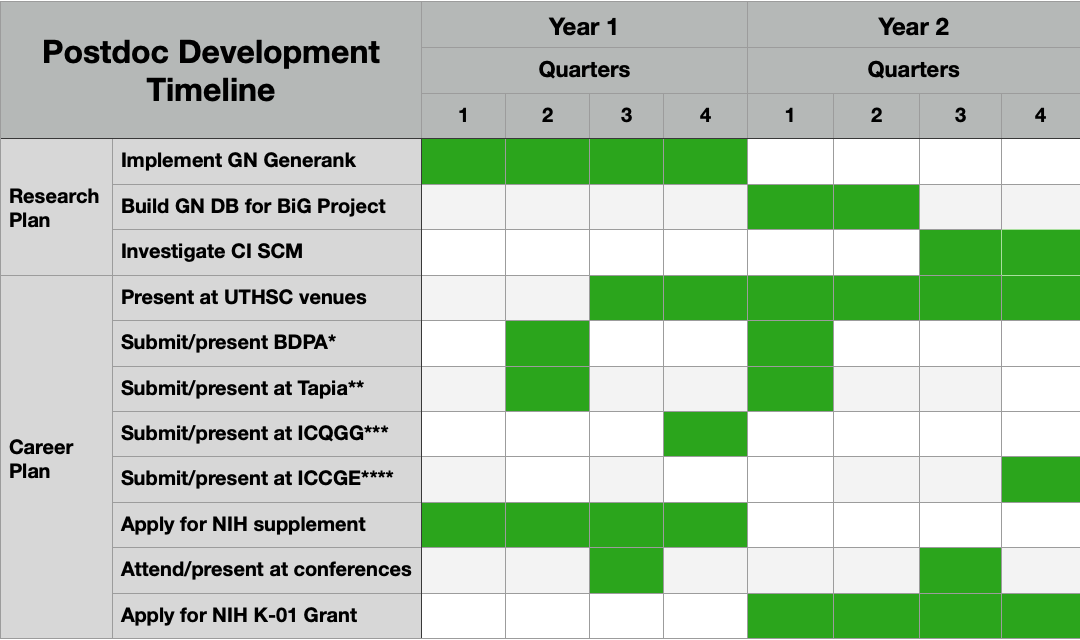 Postdoc Development
Timeline
Year 1
Year 2
Quarters
Quarters
1 2 3 4 1 2 3 4
Research
Plan
Implement GN Generank
Build GN DB for BiG Project
Investigate CI SCM
Career
Plan
Present at UTHSC venues
Submit/present BDPA*
Submit/present at Tapia**
Submit/present at ICQGG***
Submit/present at ICCGE****
Apply for NIH supplement
Attend/present at conferences
Apply for NIH K-01 Grant